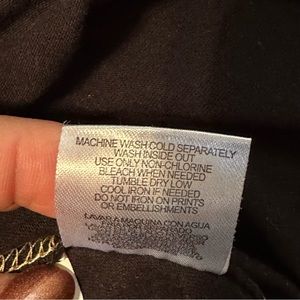 MACHINE WASH COLD SEPARATELY
WASH INSIDE OUT
USE ONLY NON-CHLORINE
BLEACH WHEN NEEDED
TUMBLE DRY LOW
COOL IRON IF NEEDED
DO NOT IRON ON PRINTS
OR EMBELLISHMENTS
LAVAR A MAQUINA CON AGUA